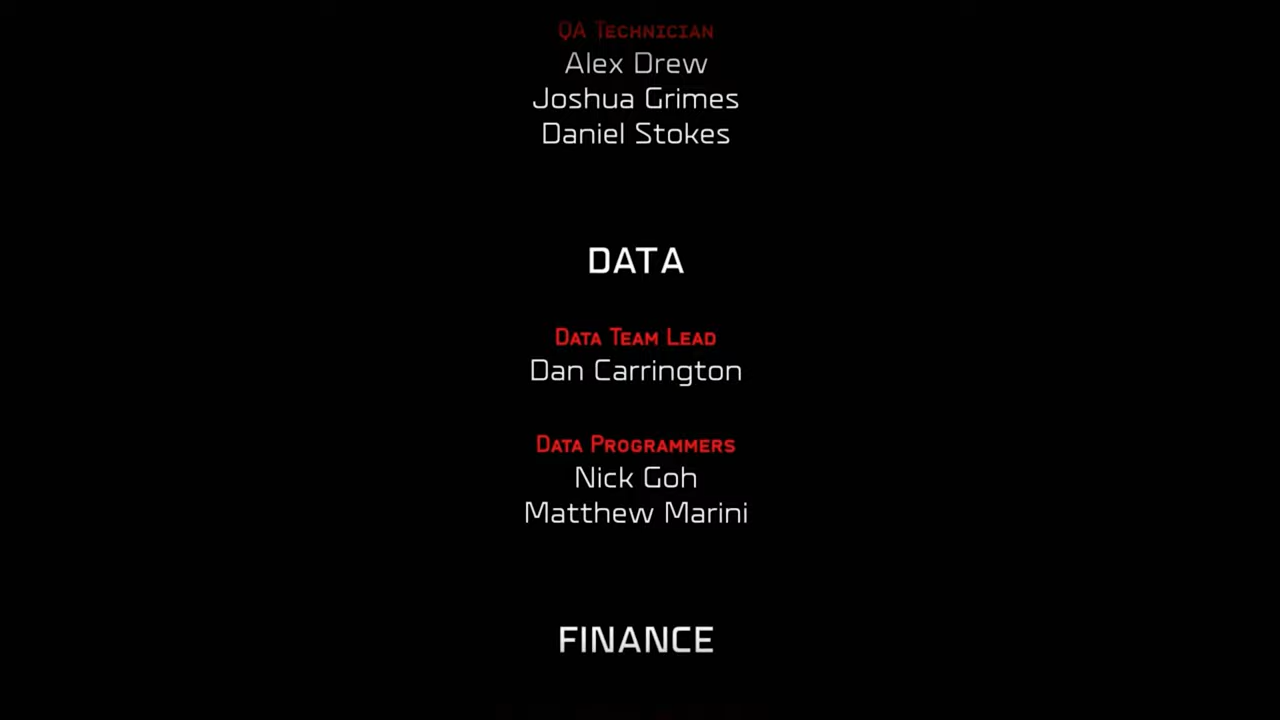 QA Technician
Alex Drew
Joshua Grimes
Daniel Stokes
DATA
Data Team Lead
Dan Carrington
Data Programmers
Nick Goh
Matthew Marini
FINANCE